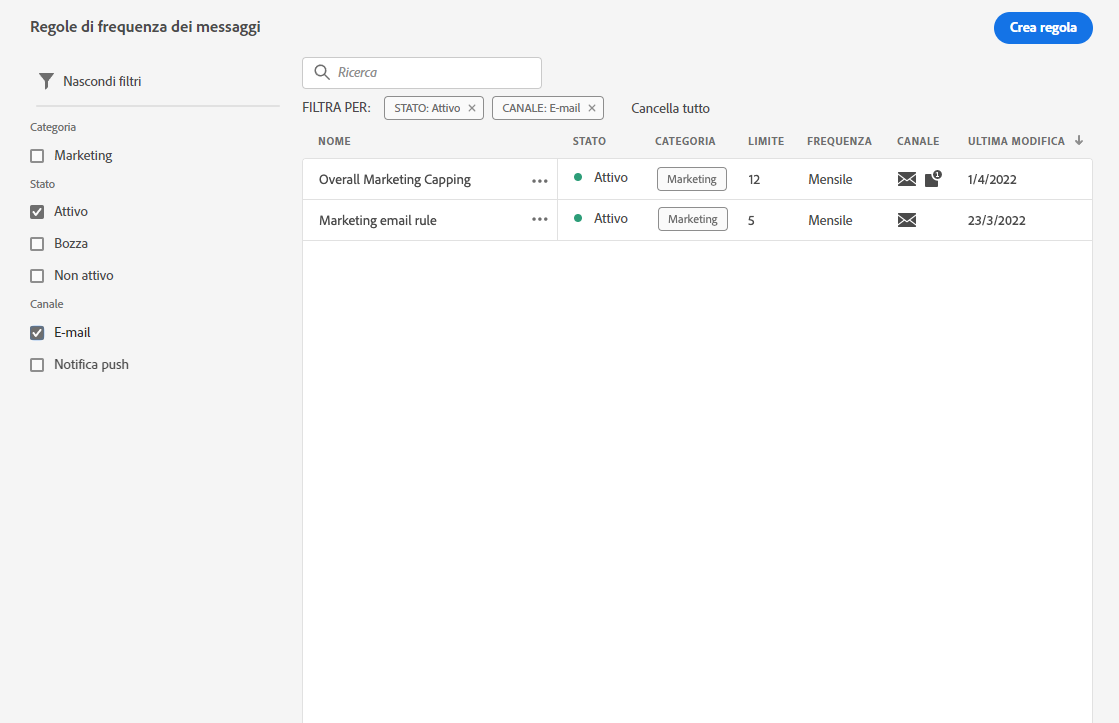 Regole di frequenza dei messaggi
Crea regola
Nascondi filtri
Categoria
Marketing
Stato
Attivo
Bozza
Non attivo
Canale
E-mail
Notifica push
Ricerca
FILTRA PER: STATO: Attivo × CANALE: E-mail × Cancella tutto
NOME STATO CATEGORIA LIMITE FREQUENZA CANALE ULTIMA MODIFICA ↓
Overall Marketing Capping ••• Attivo Marketing 12 Mensile 1 1/4/2022
Marketing email rule ••• Attivo Marketing 5 Mensile 23/3/2022